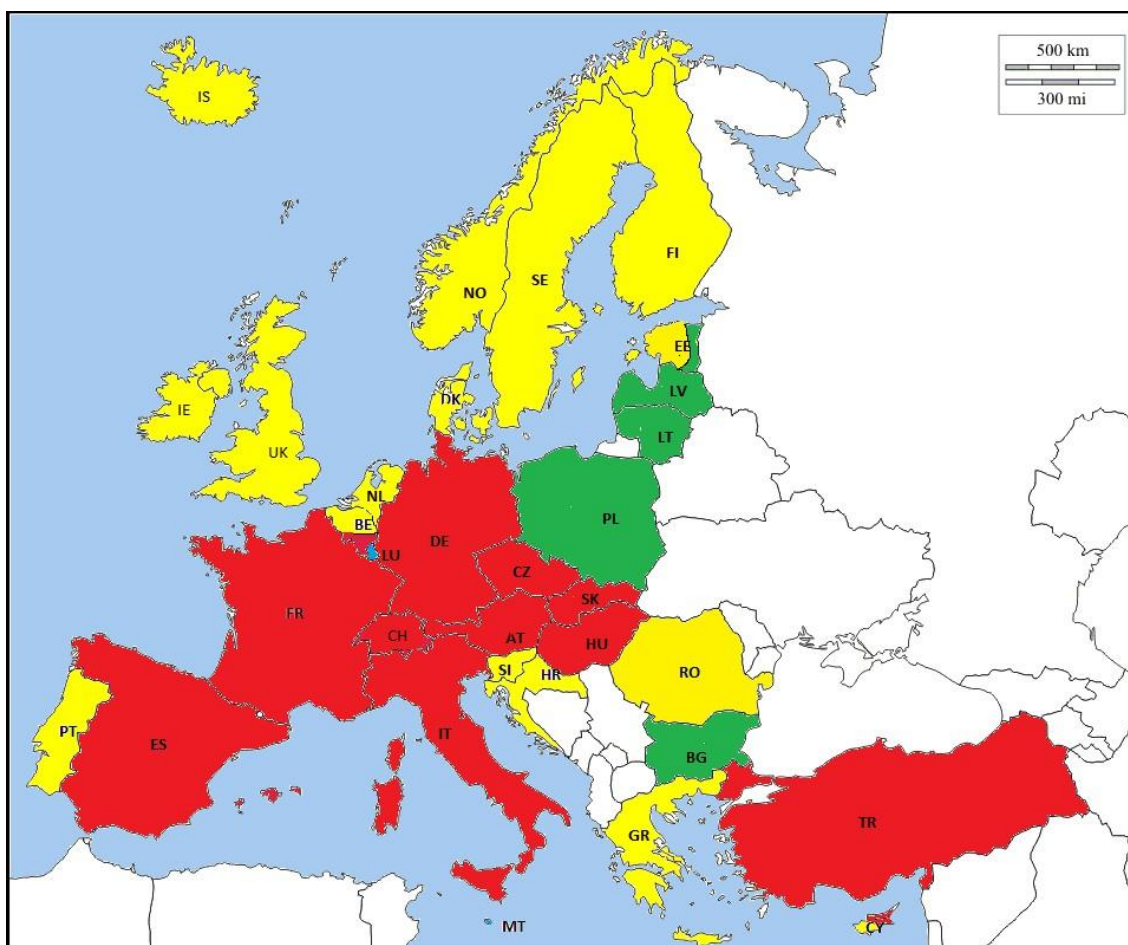 500 km
300 mi
IS
FI
SE
NO
EE
LV
DK
IE
LT
UK
NL
PL
BE
DE
LU
CZ
SK
FR
CH
AT
HU
SI
HR
RO
PT
IT
ES
BG
TR
GR
MT
CY